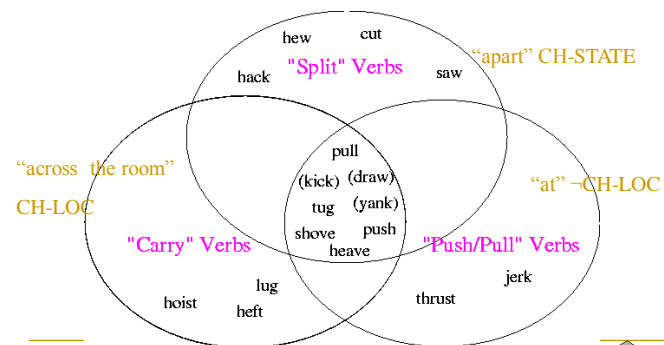 hew
cut
"Split" Verbs
hack
saw
“apart” CH-STATE
“across the room”
CH-LOC
pull
(kick) (draw)
tug (yank)
shove push
heave
“at” ¬CH-LOC
"Carry" Verbs
"Push/Pull" Verbs
hoist
lug
heft
thrust
jerk